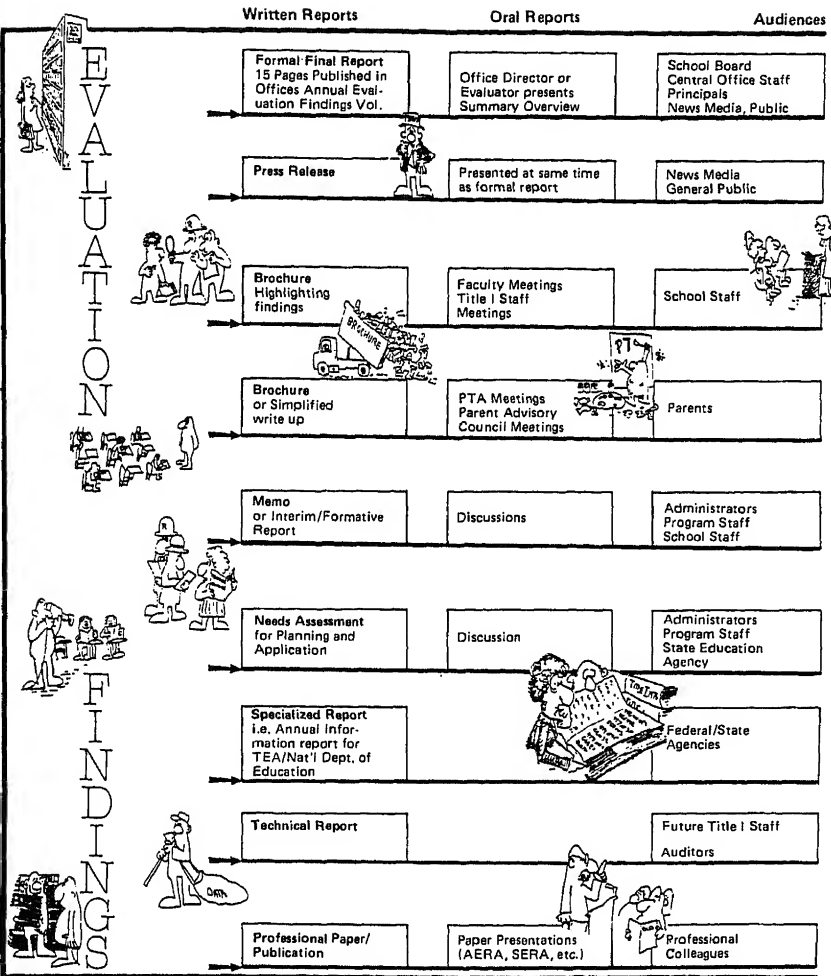 Written Reports
Oral Reports
Audiences
EVALUATION
FINDINGS
Formal Final Report
15 Pages Published in
Offices Annual Eval-
uation Findings Vol.
Office Director or
Evaluator presents
Summary Overview
School Board
Central Office Staff
Principals
News Media, Public
Press Release
Presented at same time
as formal report
News Media
General Public
Brochure
Highlighting
findings
Faculty Meetings
Title I Staff
Meetings
School Staff
BROCHURE
PTA
Brochure
or Simplified
write up
PTA Meetings
Parent Advisory
Council Meetings
Parents
Memo
or Interim/Formative
Report
Discussions
Administrators
Program Staff
School Staff
Needs Assessment
for Planning and
Application
Discussion
Administrators
Program Staff
State Education
Agency
Specialized Report
i.e. Annual Infor-
mation report for
TEA/Nat'l Dept. of
Education
Federal/State
Agencies
Technical Report
Future Title I Staff
Auditors
DATA
Professional Paper/
Publication
Paper Presentations
(AERA, SERA, etc.)
Professional
Colleagues